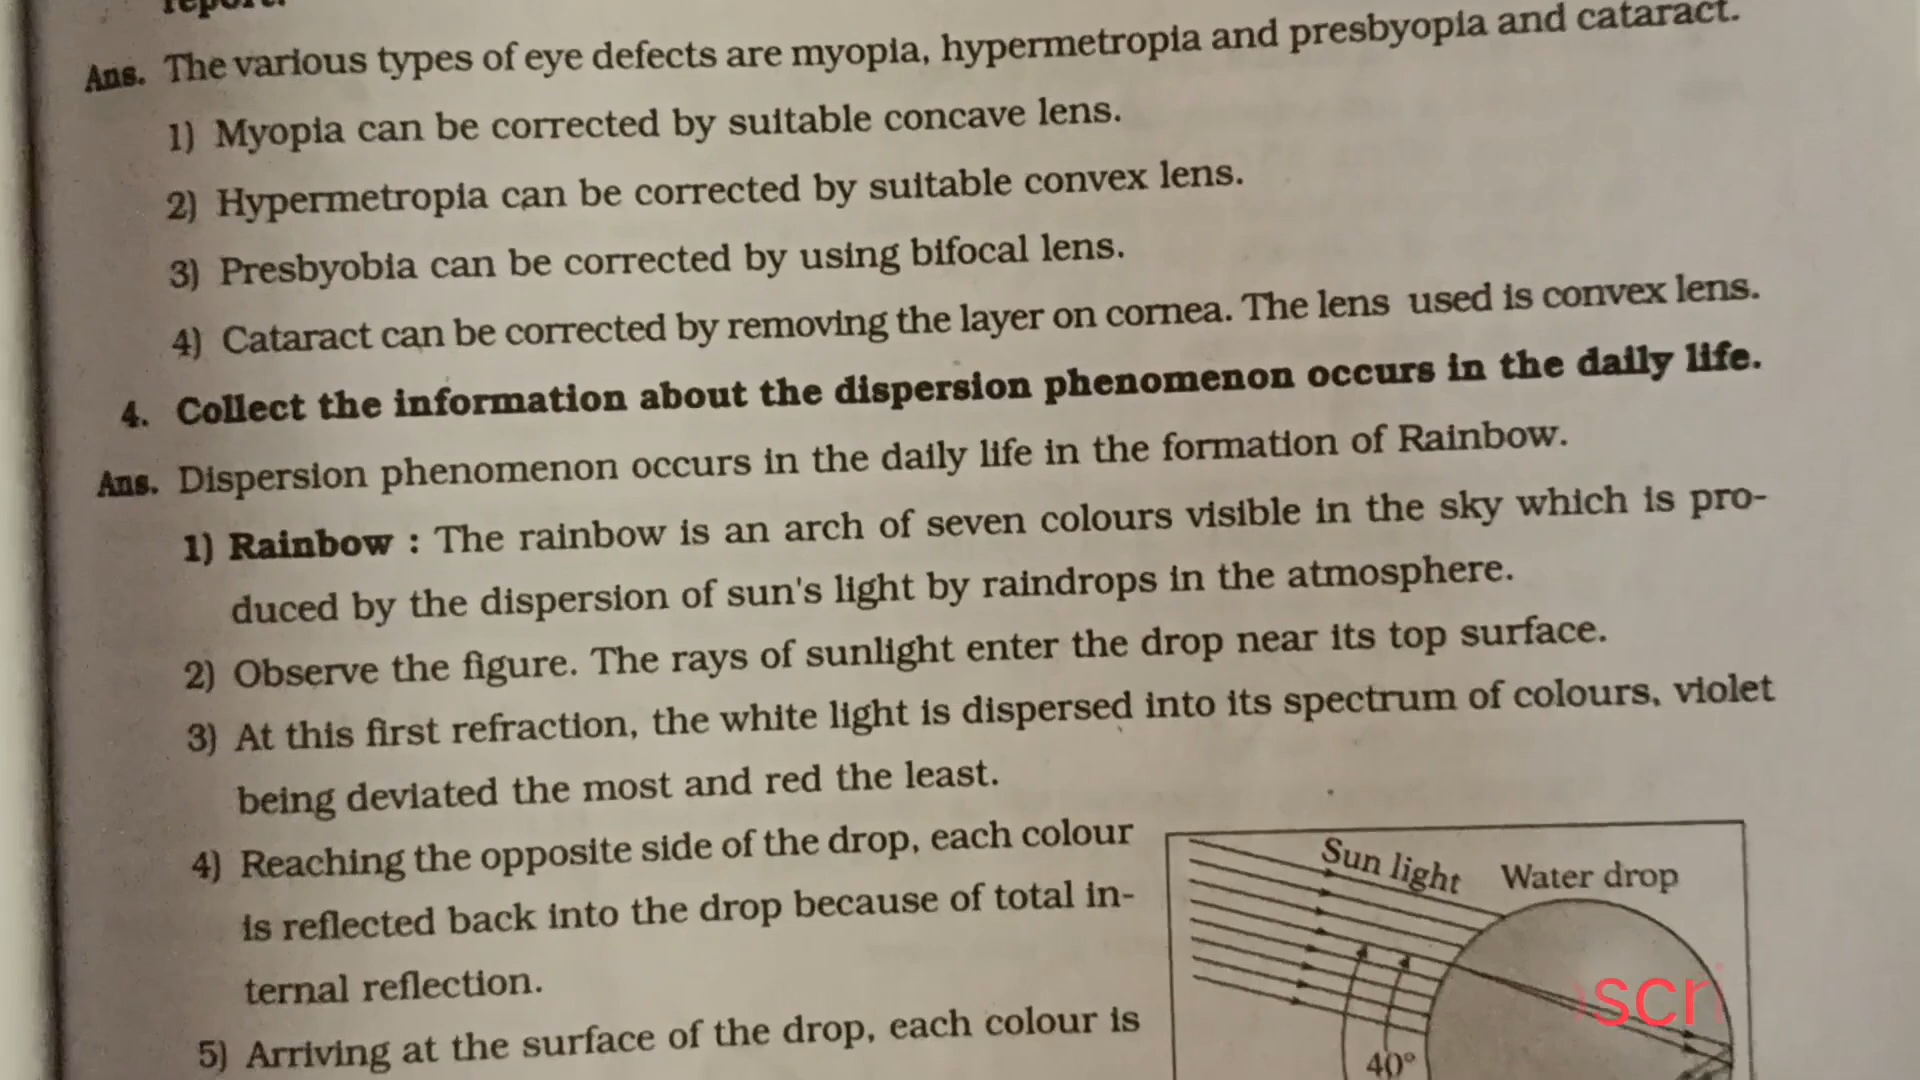 report.
Ans. The various types of eye defects are myopia, hypermetropia and presbyopia and cataract.
1) Myopia can be corrected by suitable concave lens.
2) Hypermetropia can be corrected by suitable convex lens.
3) Presbyobia can be corrected by using bifocal lens.
4) Cataract can be corrected by removing the layer on cornea. The lens used is convex lens.
4. Collect the information about the dispersion phenomenon occurs in the daily life.
Ans. Dispersion phenomenon occurs in the daily life in the formation of Rainbow.
1) Rainbow : The rainbow is an arch of seven colours visible in the sky which is pro-
duced by the dispersion of sun's light by raindrops in the atmosphere.
2) Observe the figure. The rays of sunlight enter the drop near its top surface.
3) At this first refraction, the white light is dispersed into its spectrum of colours, violet
being deviated the most and red the least.
4) Reaching the opposite side of the drop, each colour
is reflected back into the drop because of total in-
ternal reflection.
5) Arriving at the surface of the drop, each colour is
Sun light
Water drop
40°